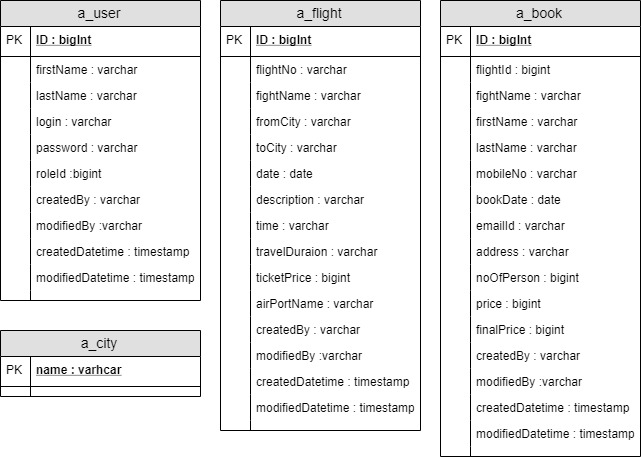 a_user
PK ID : bigInt
firstName : varchar
lastName : varchar
login : varchar
password : varchar
roleId :bigint
createdBy : varchar
modifiedBy :varchar
createdDatetime : timestamp
modifiedDatetime : timestamp
a_city
PK name : varhcar
a_flight
PK ID : bigInt
flightNo : varchar
fightName : varchar
fromCity : varchar
toCity : varchar
date : date
description : varchar
time : varchar
travelDuraion : varchar
ticketPrice : bigint
airPortName : varchar
createdBy : varchar
modifiedBy :varchar
createdDatetime : timestamp
modifiedDatetime : timestamp
a_book
PK ID : bigInt
flightId : bigint
fightName : varchar
firstName : varchar
lastName : varchar
mobileNo : varchar
bookDate : date
emailId : varchar
address : varchar
noOfPerson : bigint
price : bigint
finalPrice : bigint
createdBy : varchar
modifiedBy :varchar
createdDatetime : timestamp
modifiedDatetime : timestamp